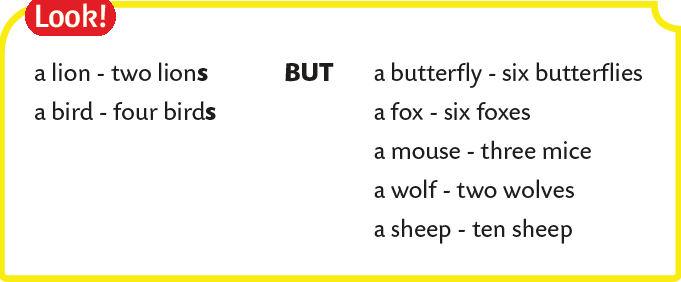 Look!
a lion - two lions
a bird - four birds
BUT
a butterfly - six butterflies
a fox - six foxes
a mouse - three mice
a wolf - two wolves
a sheep - ten sheep